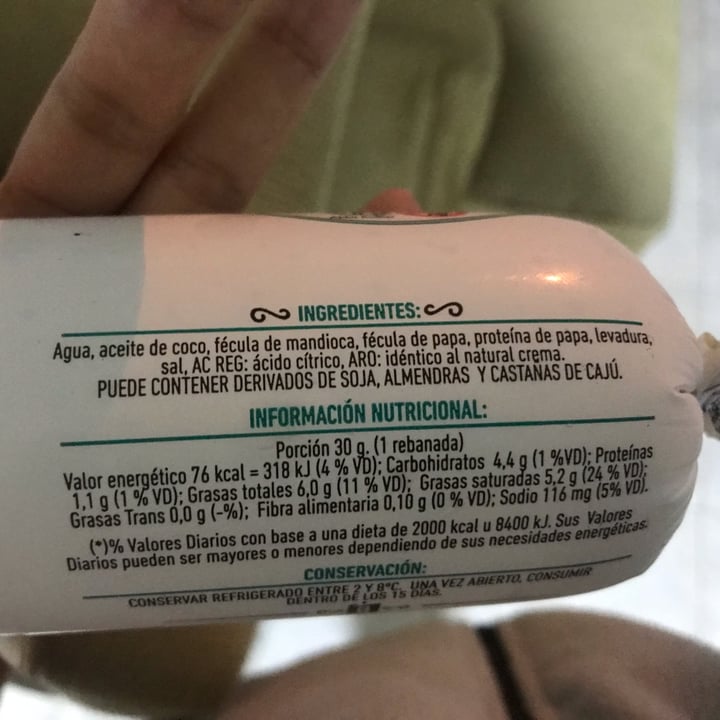 INGREDIENTES:
Agua, aceite de coco, fécula de mandioca, fécula de papa, proteína de papa, levadura,
sal, AC REG: ácido cítrico, ARO: idéntico al natural crema.
PUEDE CONTENER DERIVADOS DE SOJA, ALMENDRAS Y CASTAÑAS DE CAJÚ.
INFORMACIÓN NUTRICIONAL:
Porción 30 g. (1 rebanada)
Valor energético 76 kcal = 318 kJ (4 % VD); Carbohidratos 4,4 g (1 %VD); Proteínas
1,1 g (1 % VD); Grasas totales 6,0 g (11 % VD); Grasas saturadas 5,2 g (24 % VD);
Grasas Trans 0,0 g (-%); Fibra alimentaria 0,10 g (0 % VD); Sodio 116 mg (5% VD).
(*)% Valores Diarios con base a una dieta de 2000 kcal u 8400 kJ. Sus Valores
Diarios pueden ser mayores o menores dependiendo de sus necesidades energéticas.
CONSERVACIÓN:
CONSERVAR REFRIGERADO ENTRE 2 Y 8ºC. UNA VEZ ABIERTO, CONSUMIR
DENTRO DE LOS 15 DÍAS.